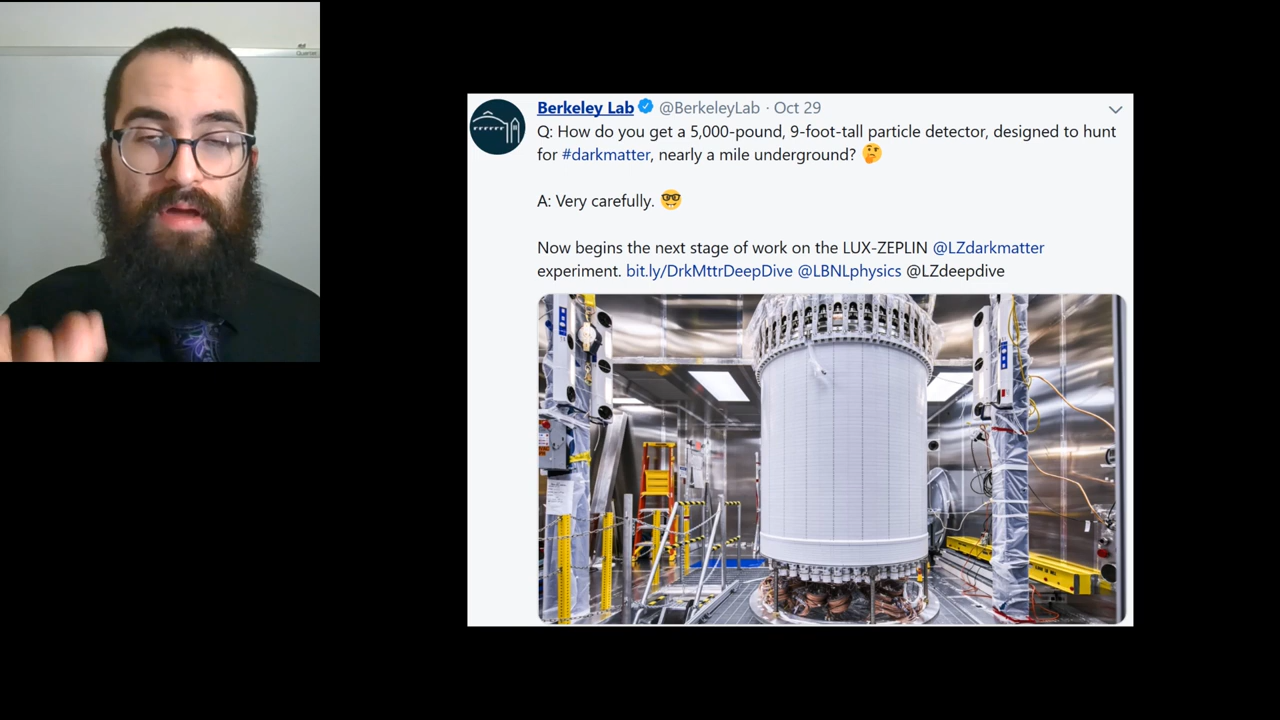 Quartet
Berkeley Lab @BerkeleyLab · Oct 29
Q: How do you get a 5,000-pound, 9-foot-tall particle detector, designed to hunt
for #darkmatter, nearly a mile underground? 🤔
A: Very carefully. 🤓
Now begins the next stage of work on the LUX-ZEPLIN @LZdarkmatter
experiment. bit.ly/DrkMttrDeepDive @LBNLphysics @LZdeepdive